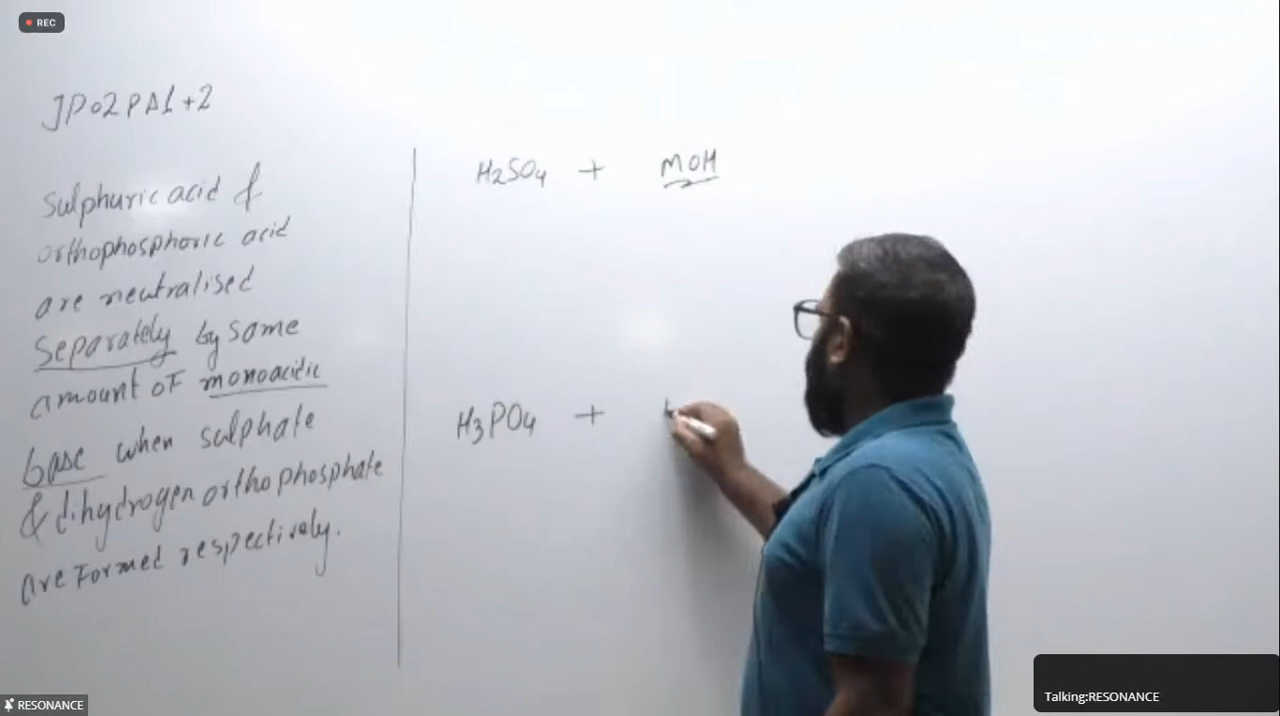 REC
JP02PA1+2
Sulphuric acid &
orthophosphoric acid
are neutralised
Separately by same
amount of monoacidic
base when sulphate
& dihydrogen orthophosphate
are formed respectively.
H2SO4 + MOH
H3PO4 +
RESONANCE
Talking:RESONANCE